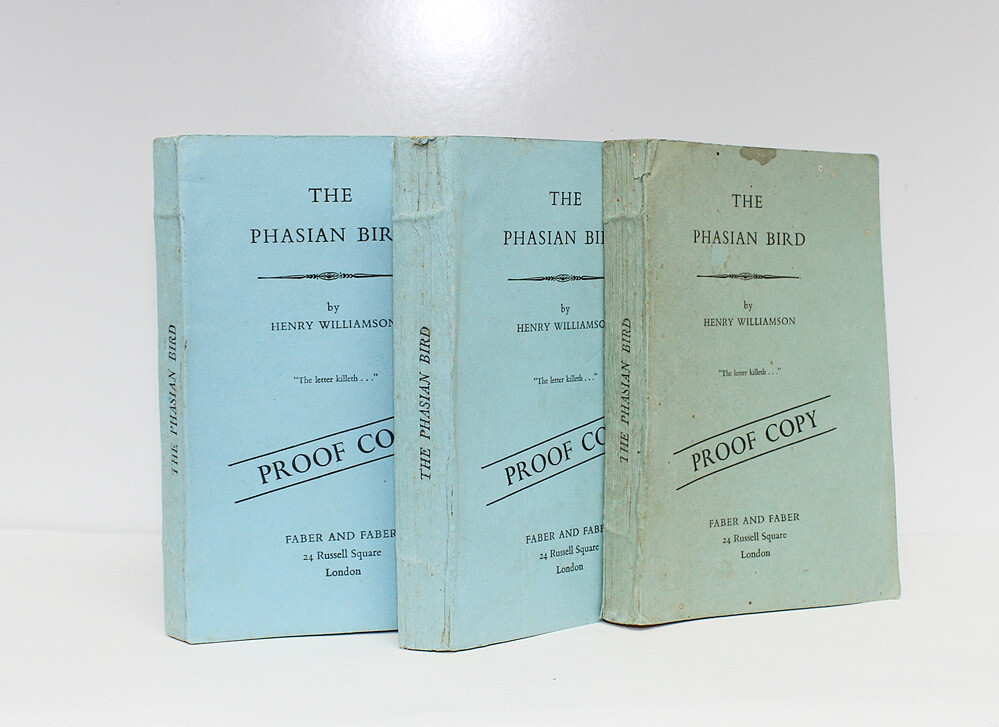 THE PHASIAN BIRD
THE
PHASIAN BIR
by
HENRY WILLIAMSON
"The letter killeth . . ."
PROOF CO
FABER AND FABER
24 Russell Square
London
THE PHASIAN BIRD
THE
PHASIAN BI
by
HENRY WILLIAMSO
"The letter killeth . . ."
PROOF CO
FABER AND FABE
24 Russell Square
London
THE PHASIAN BIRD
THE
PHASIAN BIRD
by
HENRY WILLIAMSON
"The letter killeth . . ."
PROOF COPY
FABER AND FABER
24 Russell Square
London